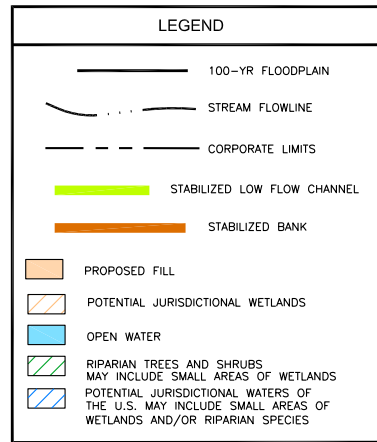 LEGEND
100-YR FLOODPLAIN
STREAM FLOWLINE
CORPORATE LIMITS
STABILIZED LOW FLOW CHANNEL
STABILIZED BANK
PROPOSED FILL
POTENTIAL JURISDICTIONAL WETLANDS
OPEN WATER
RIPARIAN TREES AND SHRUBS
MAY INCLUDE SMALL AREAS OF WETLANDS
POTENTIAL JURISDICTIONAL WATERS OF
THE U.S. MAY INCLUDE SMALL AREAS OF
WETLANDS AND/OR RIPARIAN SPECIES